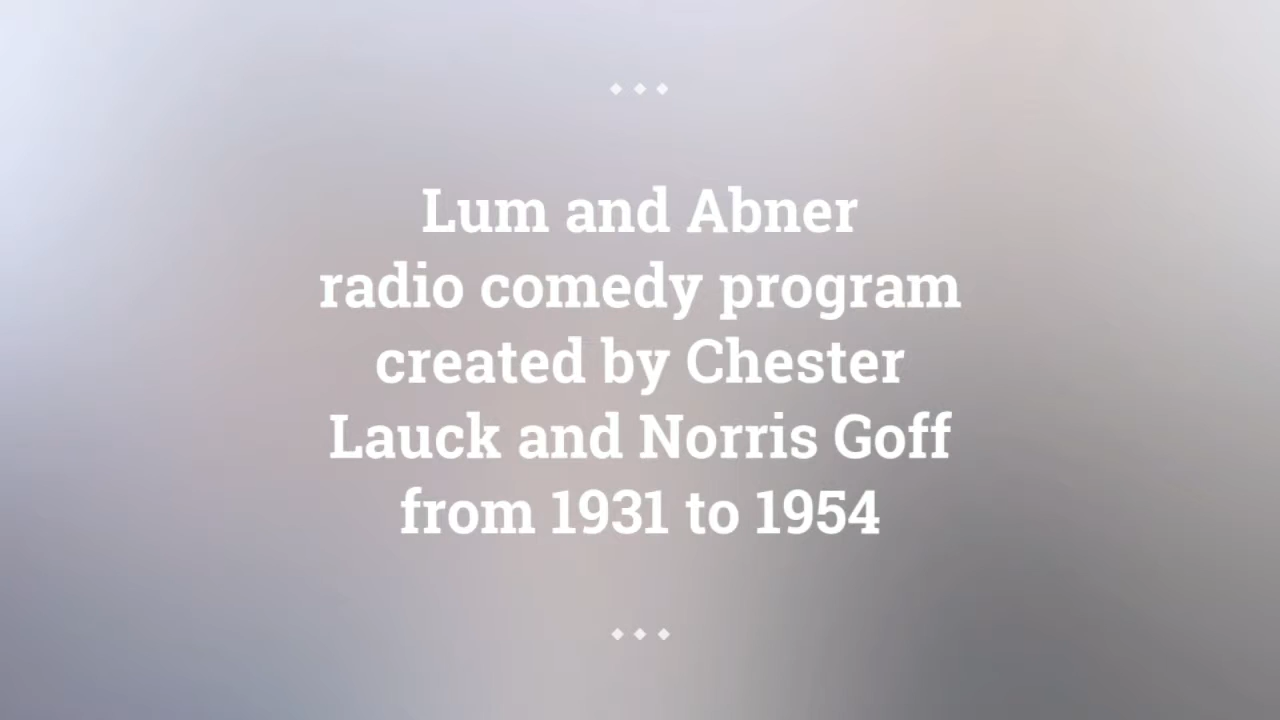 Lum and Abner
radio comedy program
created by Chester
Lauck and Norris Goff
from 1931 to 1954